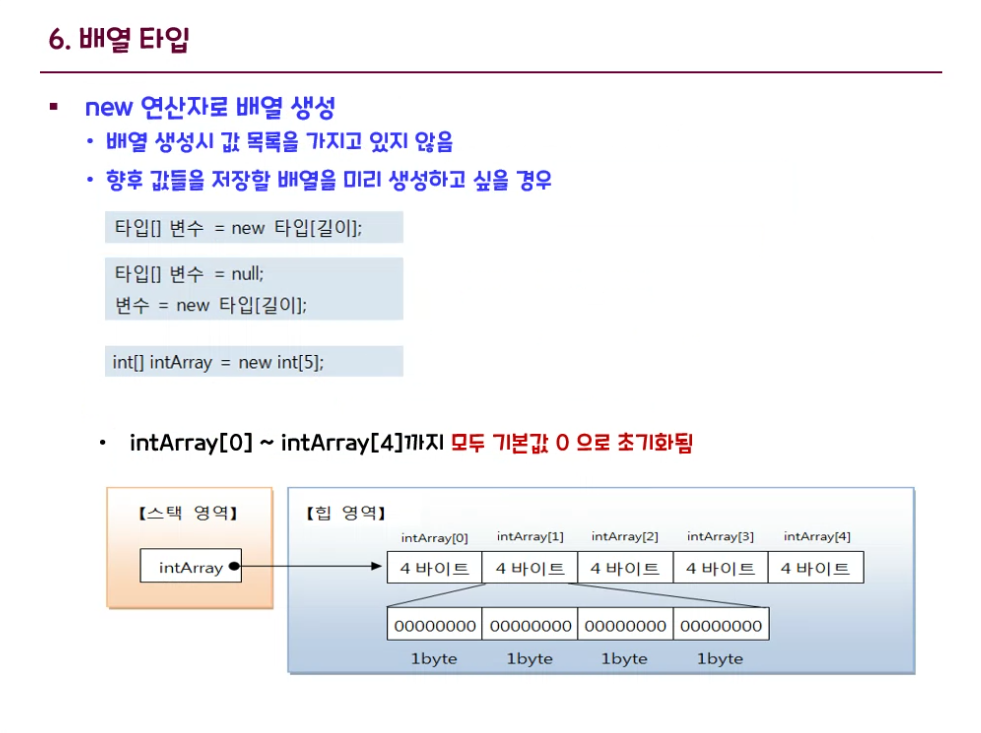 6. 배열 타입
▪ new 연산자로 배열 생성
• 배열 생성시 값 목록을 가지고 있지 않음
• 향후 값들을 저장할 배열을 미리 생성하고 싶을 경우
타입[] 변수 = new 타입[길이];
타입[] 변수 = null;
변수 = new 타입[길이];
int[] intArray = new int[5];
• intArray[0] ~ intArray[4]까지 모두 기본값 0 으로 초기화됨
【스택 영역】
intArray
【힙 영역】
intArray[0] intArray[1] intArray[2] intArray[3] intArray[4]
4 바이트 4 바이트 4 바이트 4 바이트 4 바이트
00000000 00000000 00000000 00000000
1byte 1byte 1byte 1byte